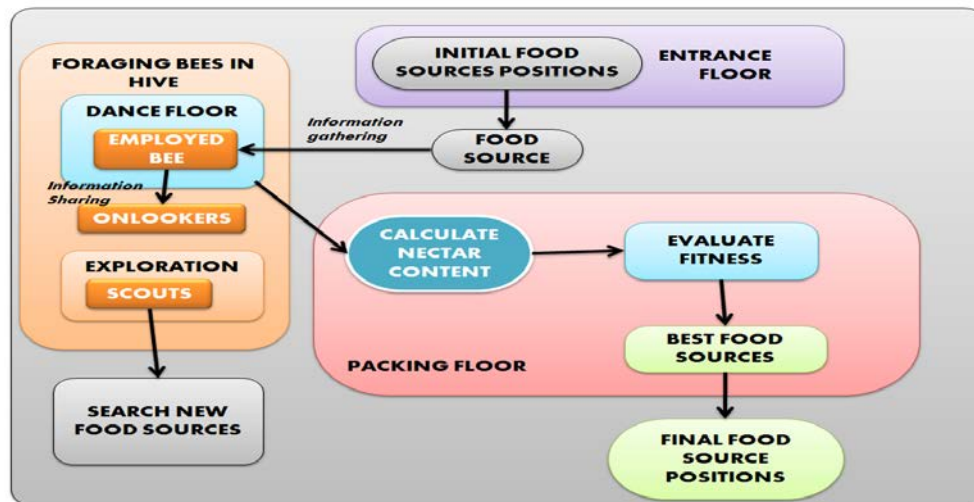 INITIAL FOOD
SOURCES POSITIONS
ENTRANCE
FLOOR
FORAGING BEES IN
HIVE
DANCE FLOOR
EMPLOYED
BEE
Information
gathering
FOOD
SOURCE
Information
Sharing
ONLOOKERS
EXPLORATION
SCOUTS
CALCULATE
NECTAR
CONTENT
EVALUATE
FITNESS
BEST FOOD
SOURCES
PACKING FLOOR
SEARCH NEW
FOOD SOURCES
FINAL FOOD
SOURCE
POSITIONS